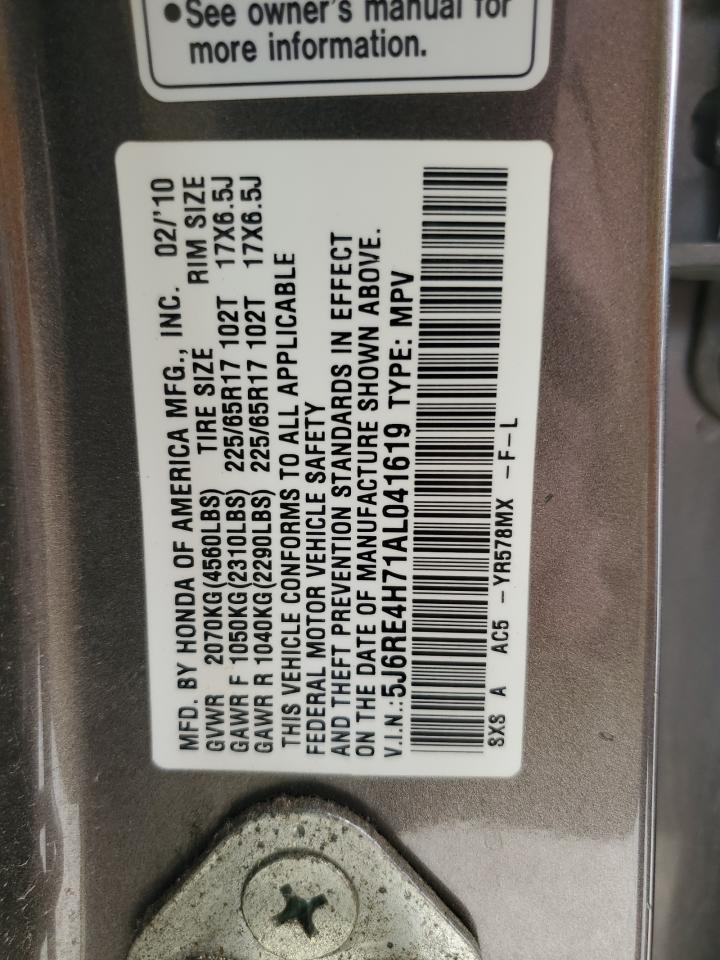 •See owner's manual for
more information.
MFD. BY HONDA OF AMERICA MFG., INC. 02/'10
GVWR 2070KG(4560LBS) TIRE SIZE RIM SIZE
GAWR F 1050KG(2310LBS) 225/65R17 102T 17X6.5J
GAWR R 1040KG(2290LBS) 225/65R17 102T 17X6.5J
THIS VEHICLE CONFORMS TO ALL APPLICABLE
FEDERAL MOTOR VEHICLE SAFETY
AND THEFT PREVENTION STANDARDS IN EFFECT
ON THE DATE OF MANUFACTURE SHOWN ABOVE.
V.I.N.:5J6RE4H71AL041619 TYPE: MPV
SXS A AC5 -YR578MX -F-L